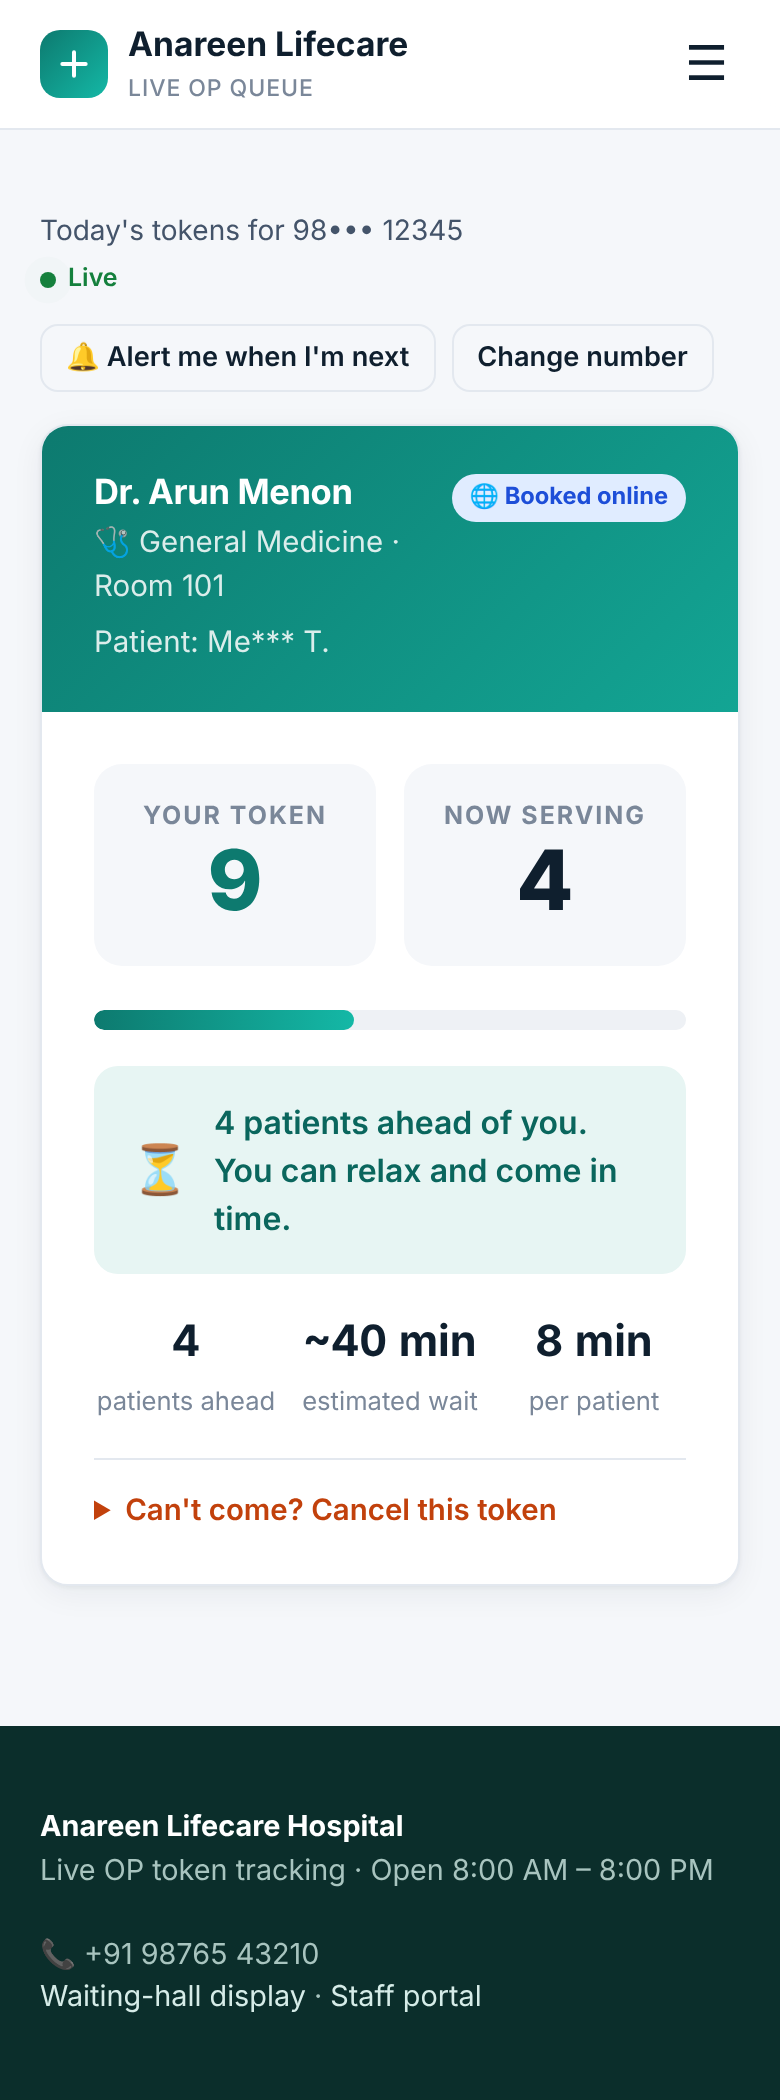 Anareen Lifecare
LIVE OP QUEUE
☰
Today's tokens for 98••• 12345
Live
🔔 Alert me when I'm next
Change number
Dr. Arun Menon
🌐 Booked online
🩺 General Medicine ·
Room 101
Patient: Me*** T.
YOUR TOKEN
9
NOW SERVING
4
⏳
4 patients ahead of you.
You can relax and come in
time.
4
patients ahead
~40 min
estimated wait
8 min
per patient
▶ Can't come? Cancel this token
Anareen Lifecare Hospital
Live OP token tracking · Open 8:00 AM – 8:00 PM
📞 +91 98765 43210
Waiting-hall display · Staff portal